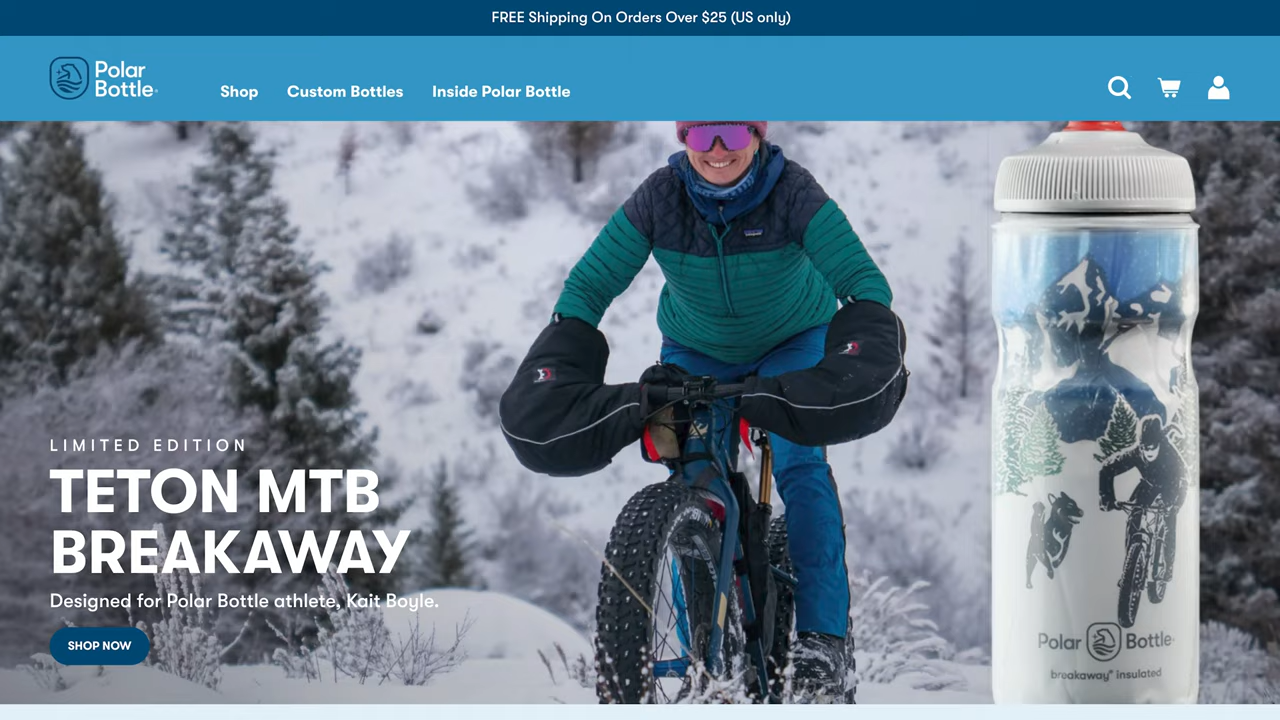 FREE Shipping On Orders Over $25 (US only)
Polar
Bottle
Shop
Custom Bottles
Inside Polar Bottle
LIMITED EDITION
TETON MTB
BREAKAWAY
Designed for Polar Bottle athlete, Kait Boyle.
SHOP NOW
Polar Bottle
breakaway® insulated